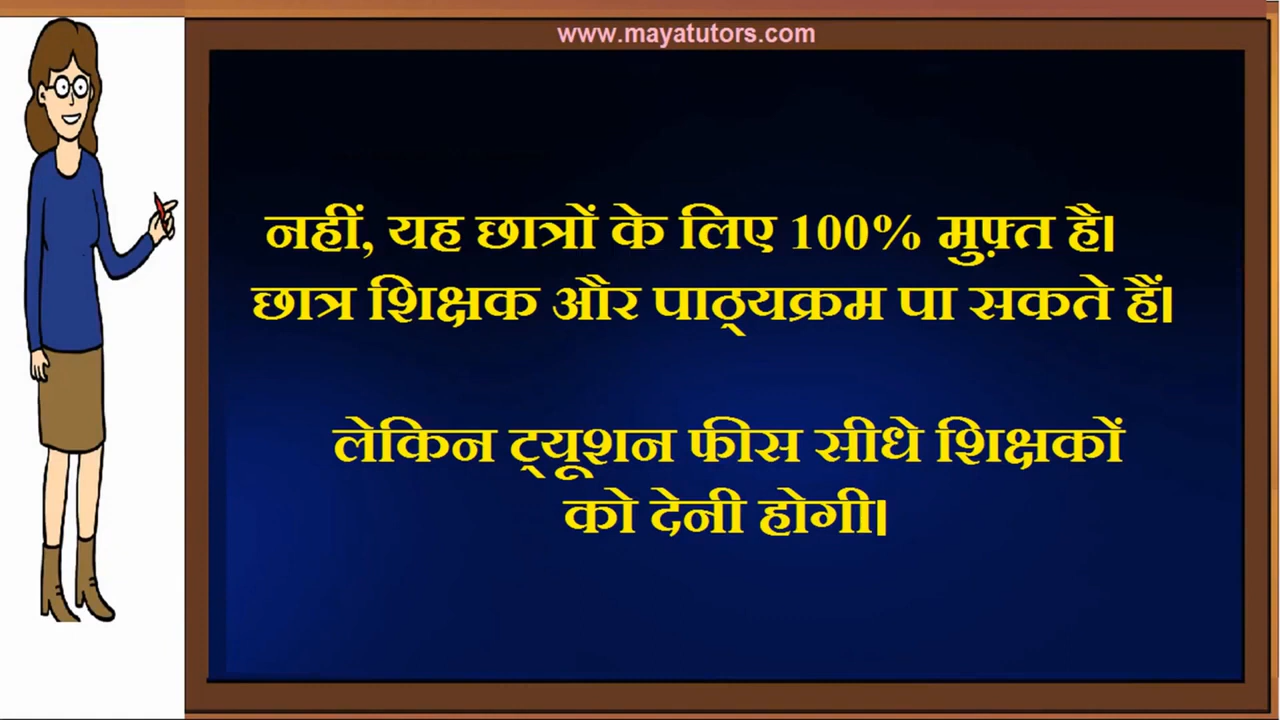 www.mayatutors.com
नहीं, यह छात्रों के लिए 100% मुफ़्त है।
छात्र शिक्षक और पाठ्यक्रम पा सकते हैं।
लेकिन ट्यूशन फीस सीधे शिक्षकों
को देनी होगी।